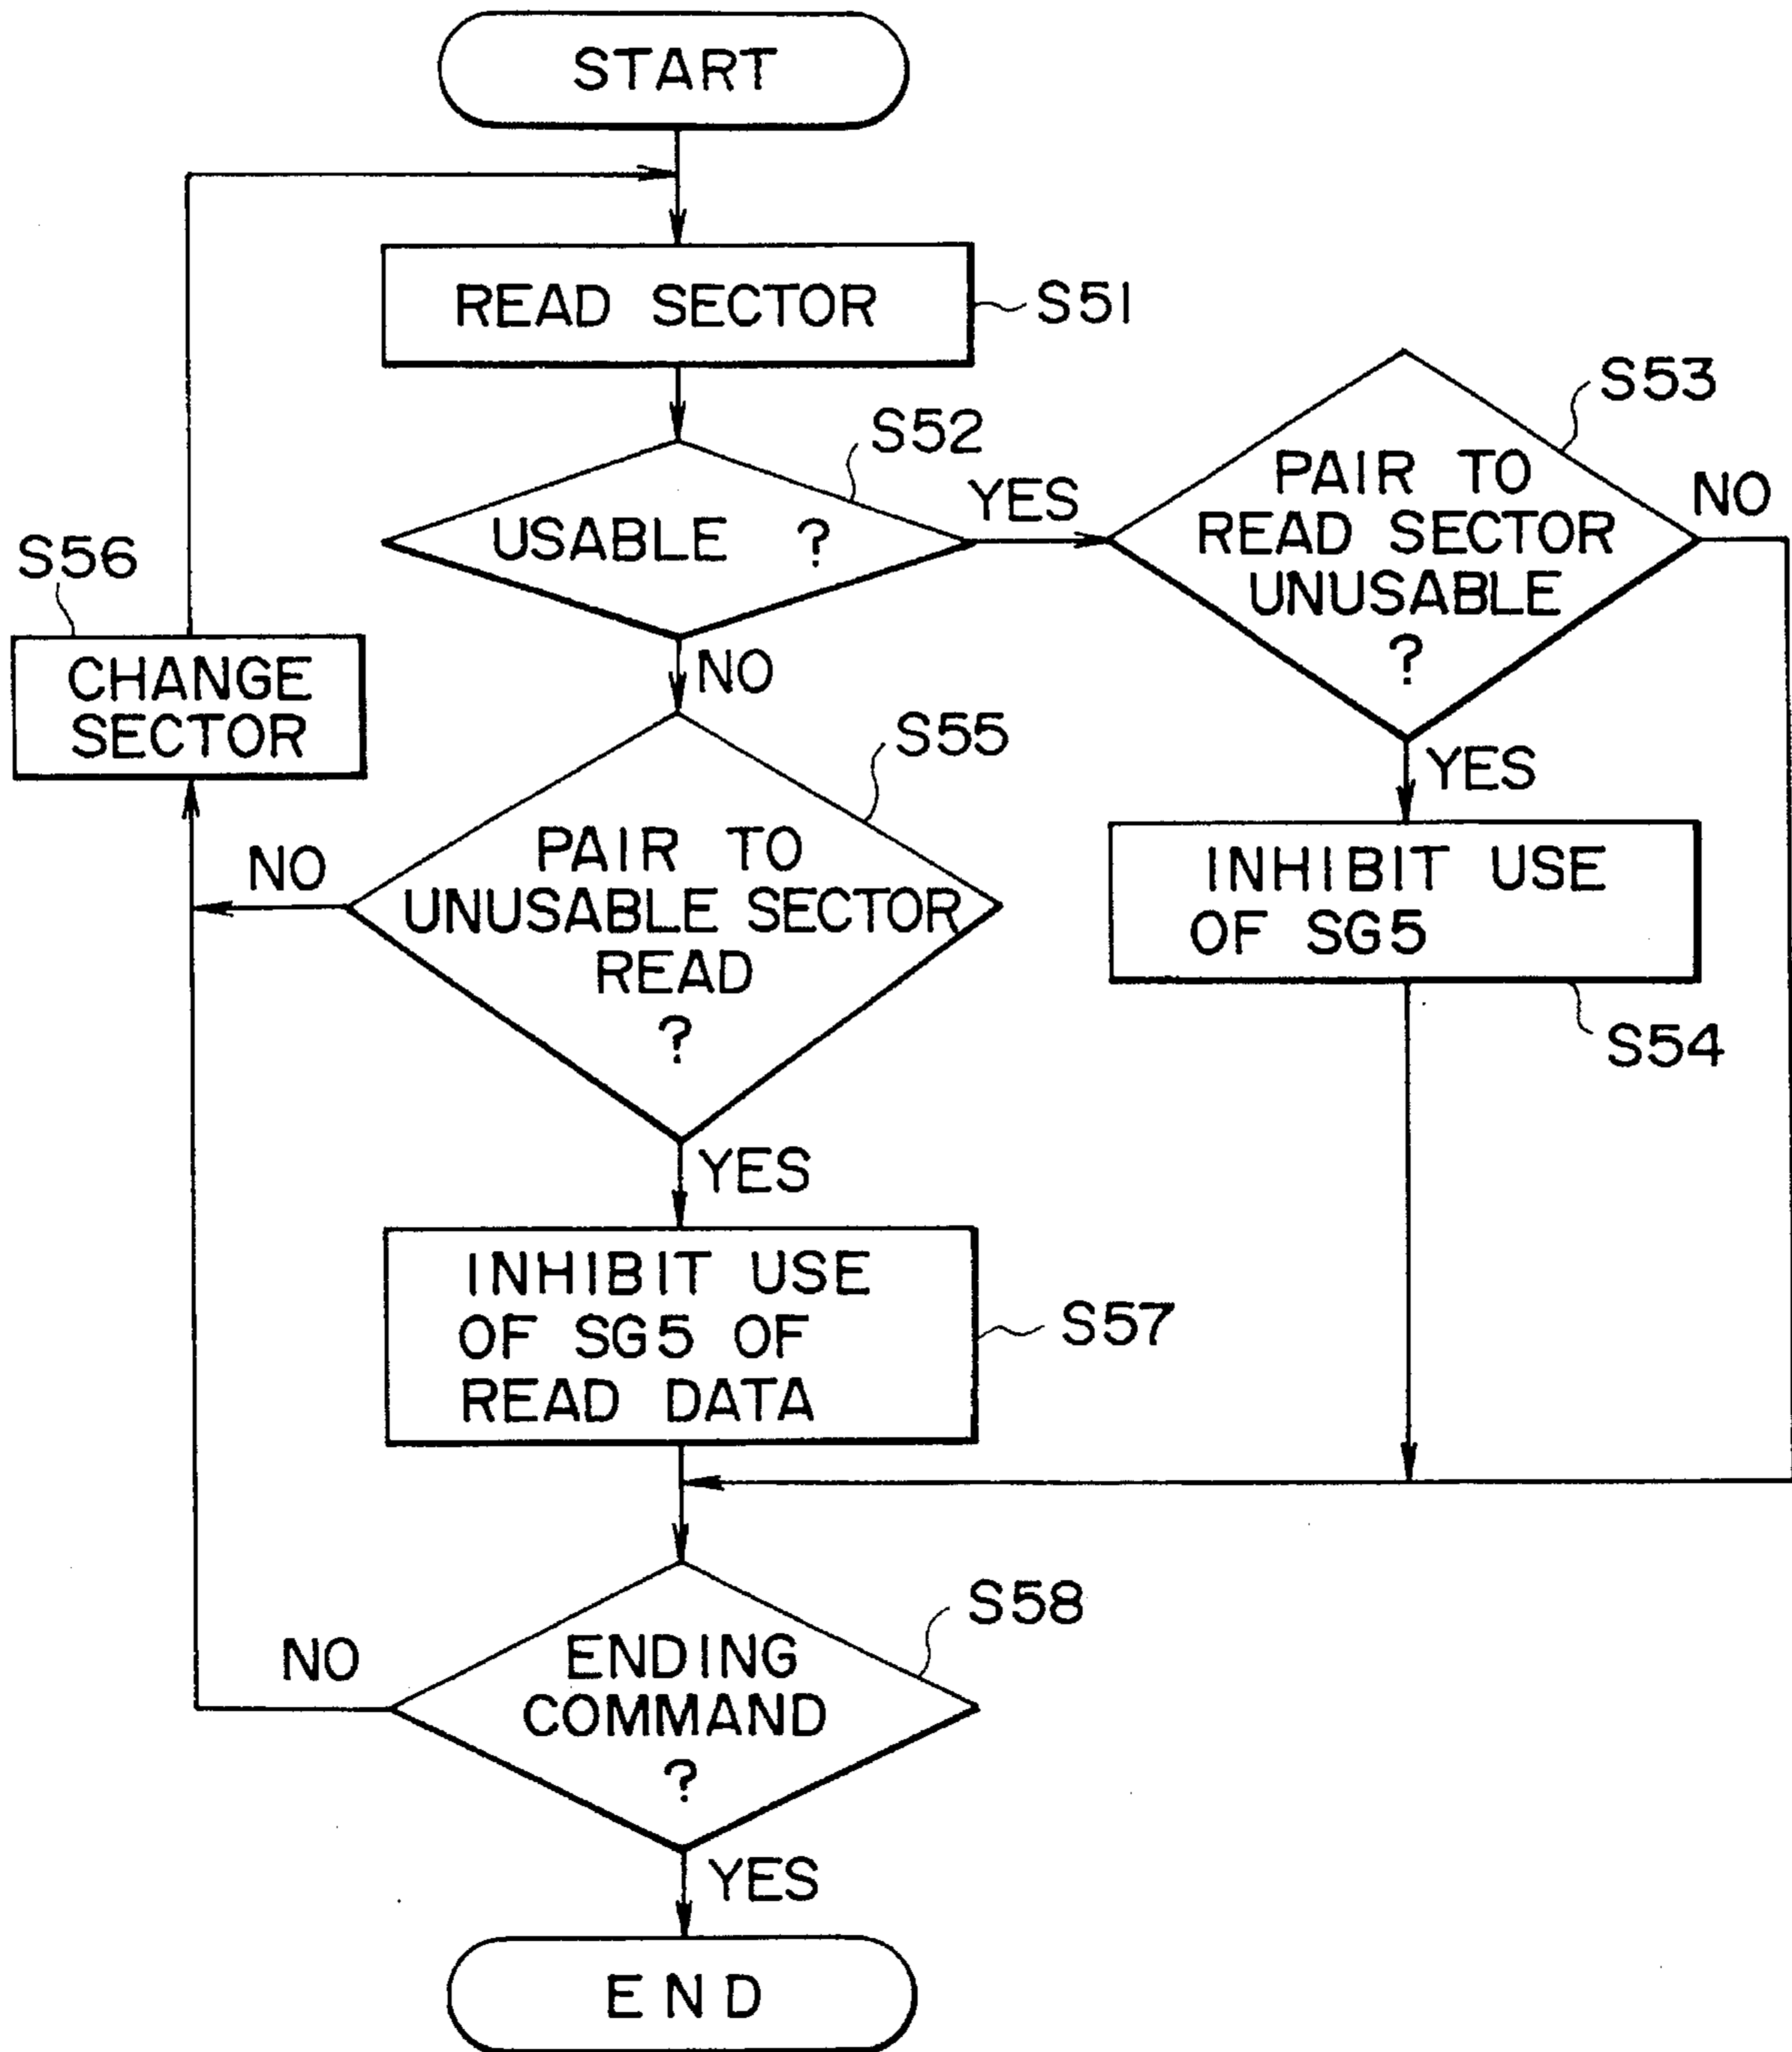 START
READ SECTOR
S51
S52
USABLE ?
YES
S53
PAIR TO
READ SECTOR
UNUSABLE
?
NO
YES
INHIBIT USE
OF SG5
S54
NO
S55
PAIR TO
UNUSABLE SECTOR
READ
?
NO
S56
CHANGE
SECTOR
YES
INHIBIT USE
OF SG5 OF
READ DATA
S57
S58
ENDING
COMMAND
?
NO
YES
END